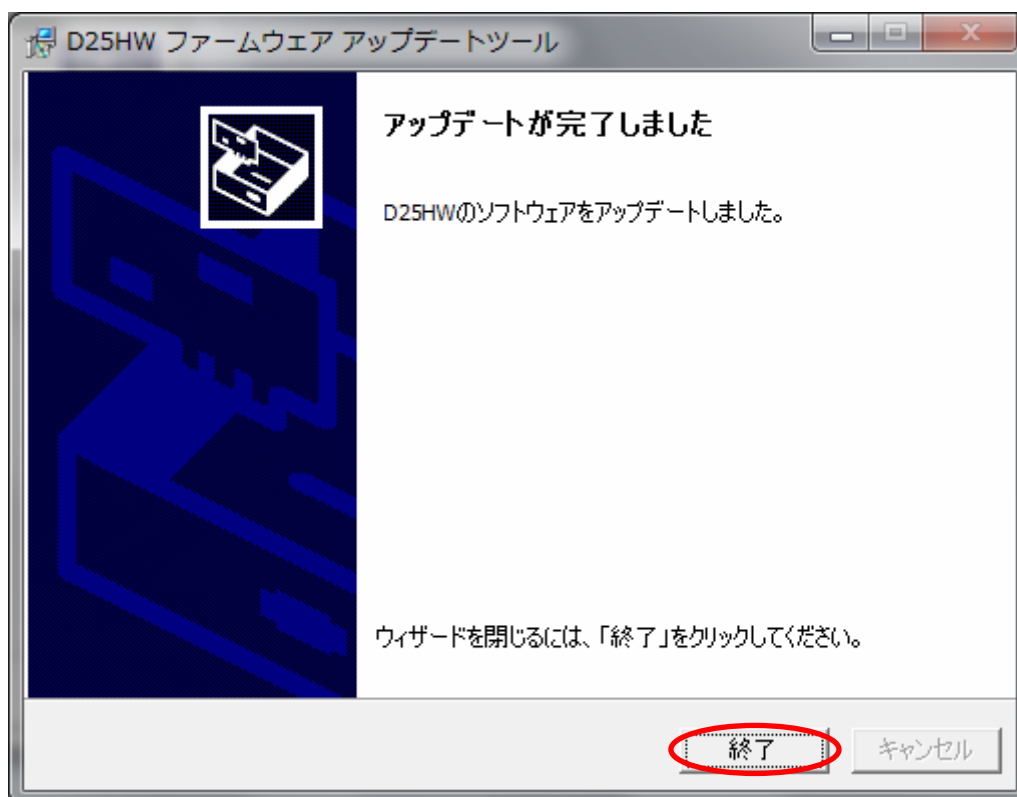 D25HW ファームウェア アップデートツール
アップデートが完了しました
D25HWのソフトウェアをアップデートしました。
ウィザードを閉じるには、「終了」をクリックしてください。
終了
キャンセル